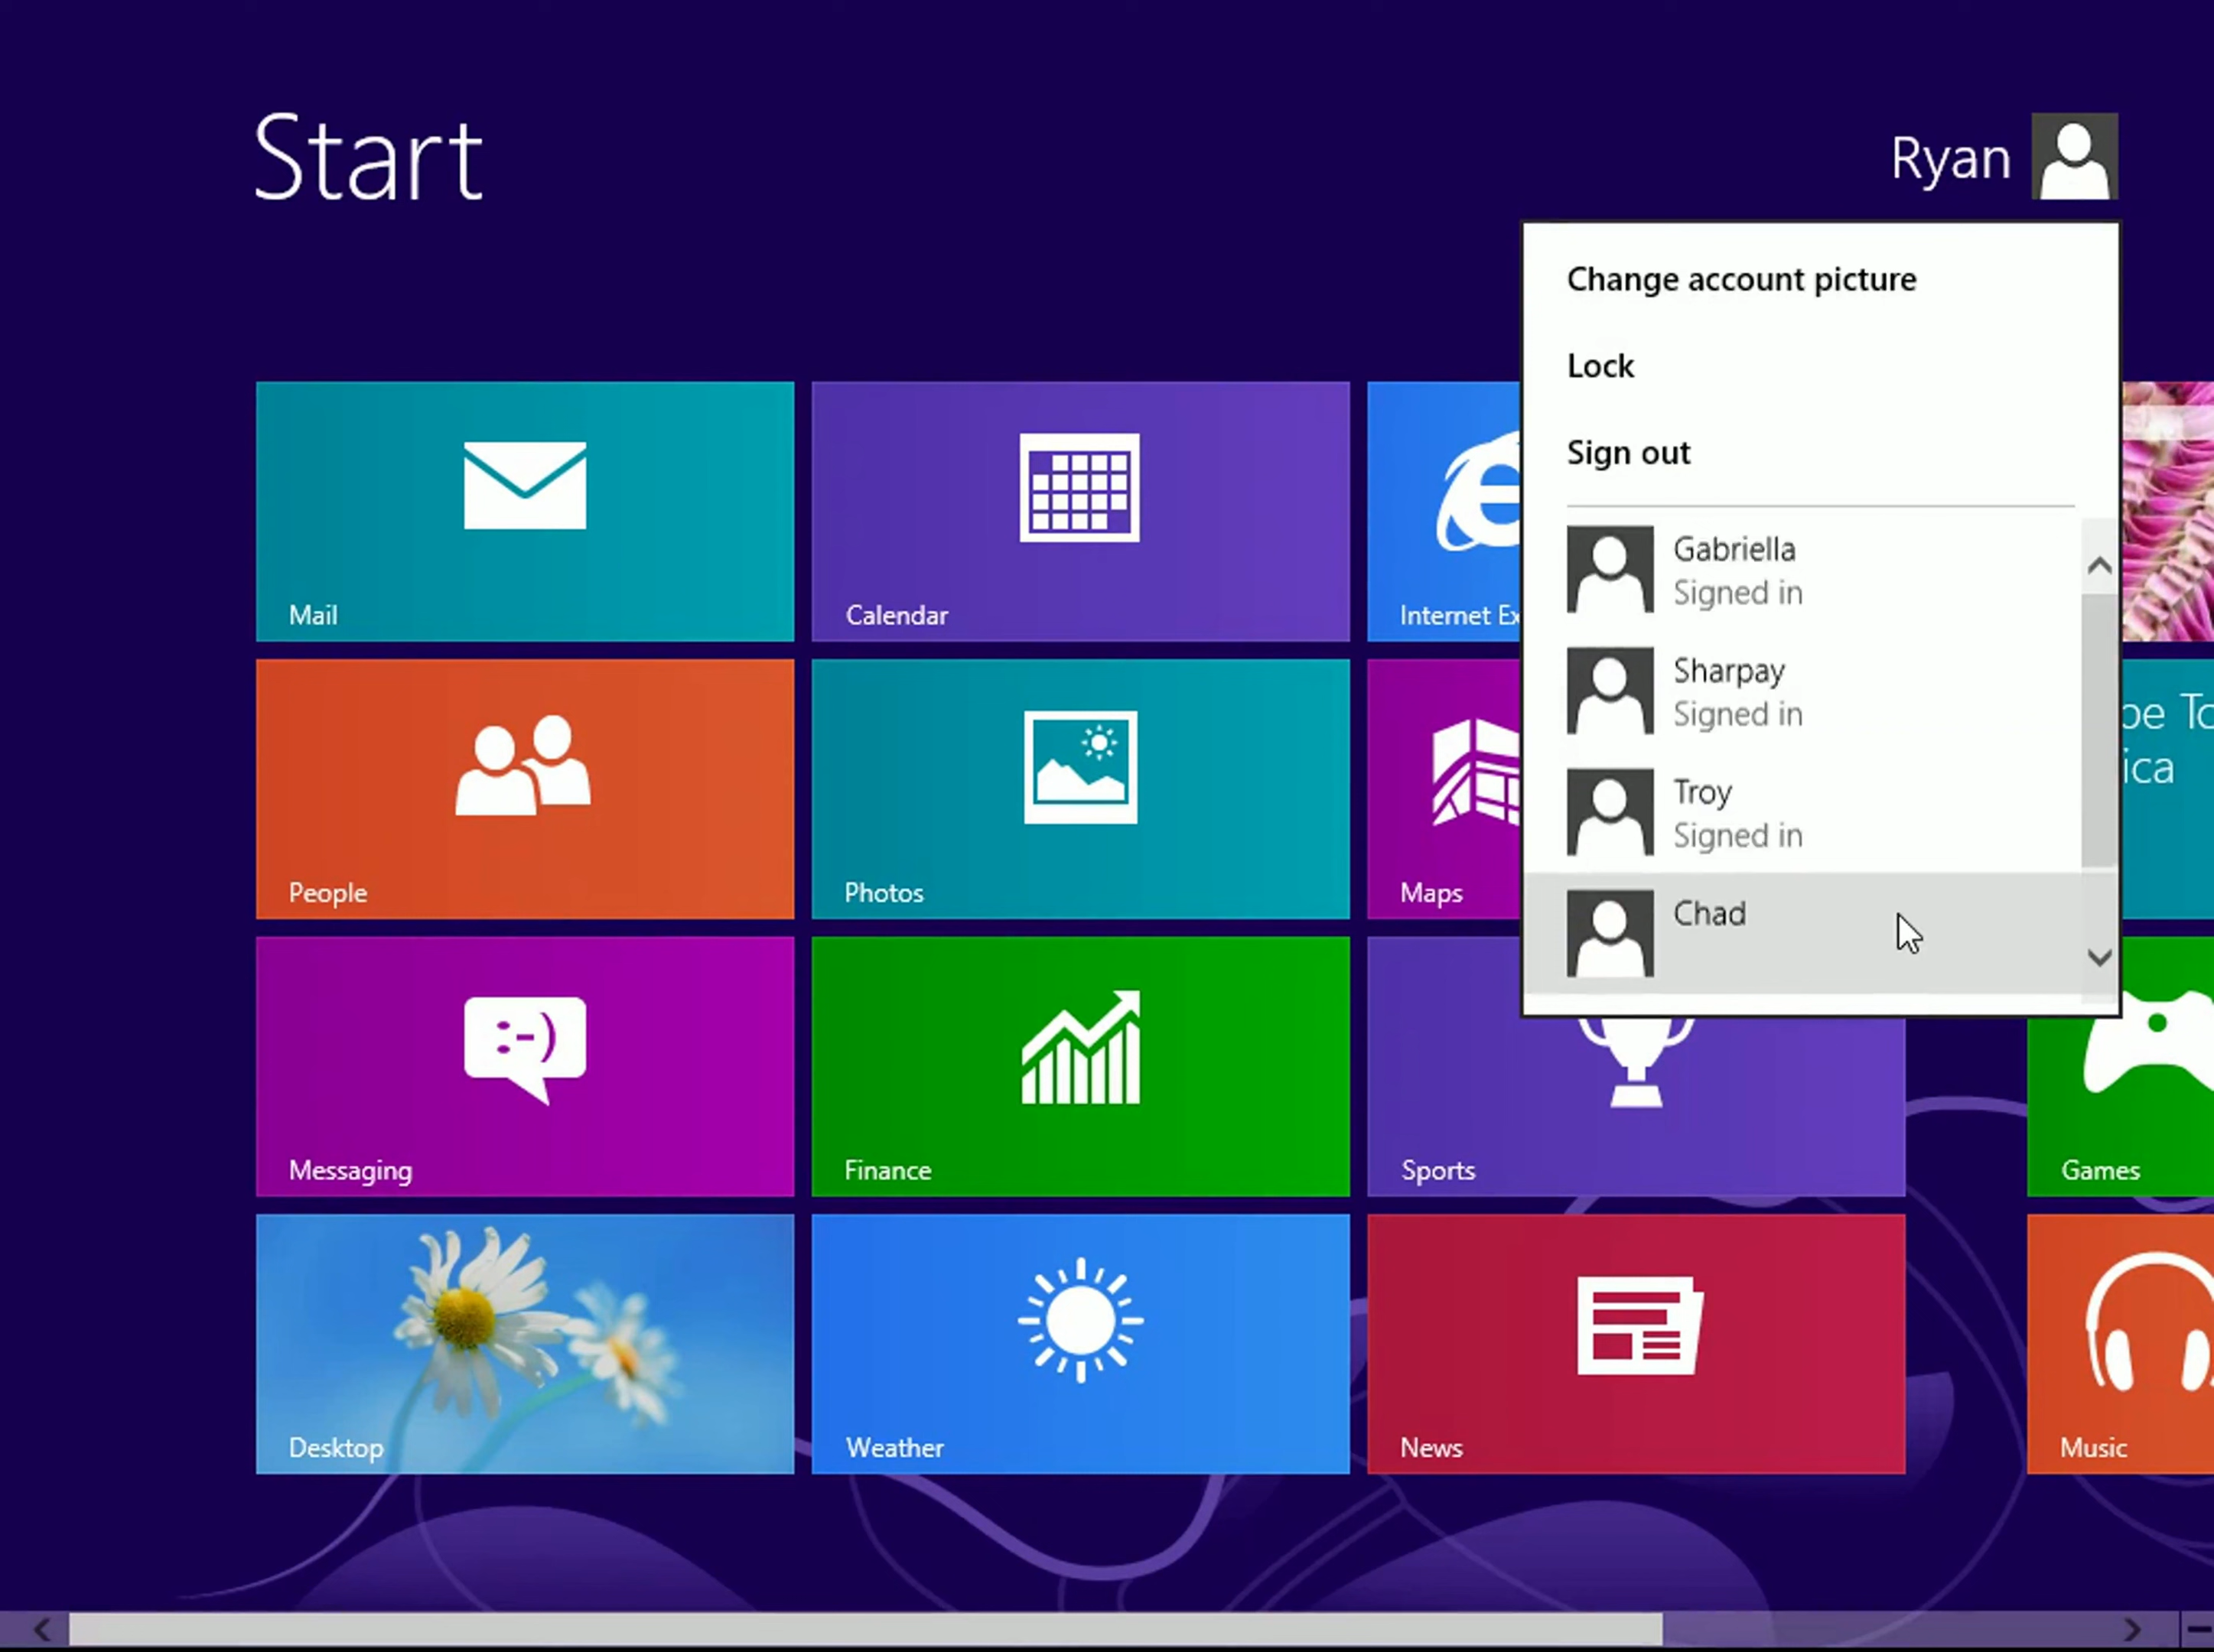 Start
Ryan
Change account picture
Lock
Sign out
Gabriella
Signed in
Sharpay
Signed in
Troy
Signed in
Chad
Mail
Calendar
Internet Ex
People
Photos
Maps
Messaging
:-)
Finance
Sports
Games
Desktop
Weather
News
Music